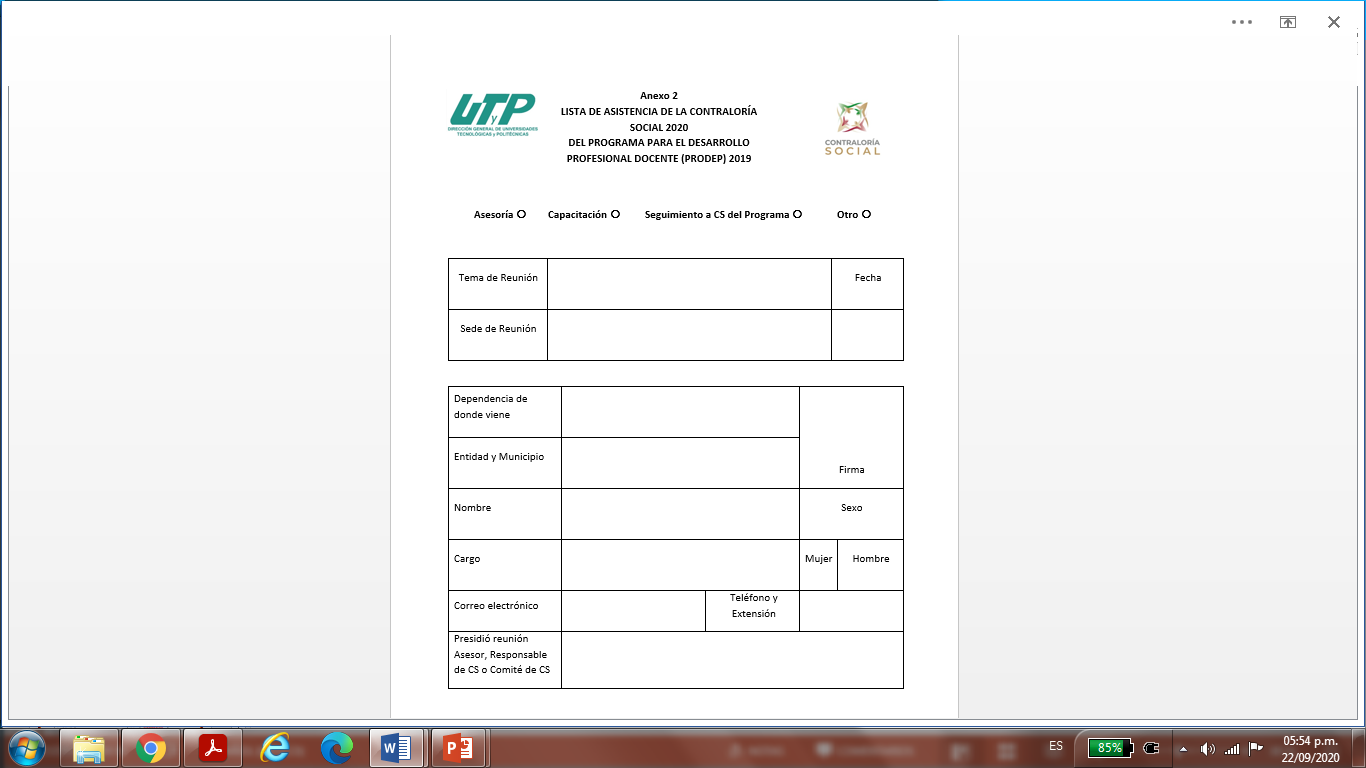 Anexo 2
LISTA DE ASISTENCIA DE LA CONTRALORÍA
SOCIAL 2020
DEL PROGRAMA PARA EL DESARROLLO
PROFESIONAL DOCENTE (PRODEP) 2019
UTyP
DIRECCIÓN GENERAL DE UNIVERSIDADES
TECNOLÓGICAS y POLITÉCNICAS
CONTRALORÍA
SOCIAL
Asesoría Capacitación Seguimiento a CS del Programa Otro
Tema de Reunión Fecha
Sede de Reunión
Dependencia de
donde viene
Entidad y Municipio
Firma
Nombre Sexo
Cargo Mujer Hombre
Correo electrónico Teléfono y
Extensión
Presidió reunión
Asesor, Responsable
de CS o Comité de CS
ES 85% 05:54 p.m.
22/09/2020